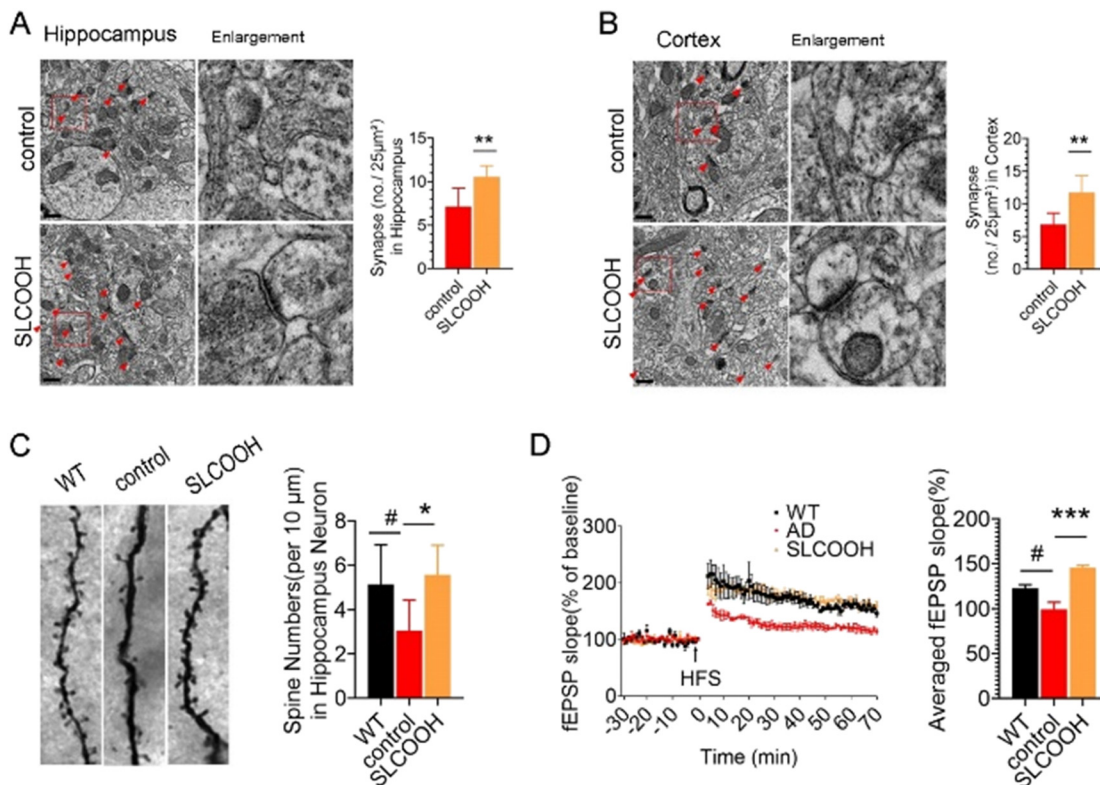 A
Hippocampus Enlargement
control
SLCOOH
Synapse (no./ 25µm²)
in Hippocampus
15
10
5
0
**
control
SLCOOH
B
Cortex Enlargement
control
SLCOOH
Synapse
(no./ 25µm²) in Cortex
20
15
10
5
0
**
control
SLCOOH
C
WT control SLCOOH
Spine Numbers(per 10 µm)
in Hippocampus Neuron
8
6
4
2
0
# *
WT
control
SLCOOH
D
fEPSP slope(% of baseline)
300
200
100
0
WT
AD
SLCOOH
HFS
-30 -20 -10 0 10 20 30 40 50 60 70
Time (min)
Averaged fEPSP slope(%)
200
150
100
50
0
# ***
WT
control
SLCOOH